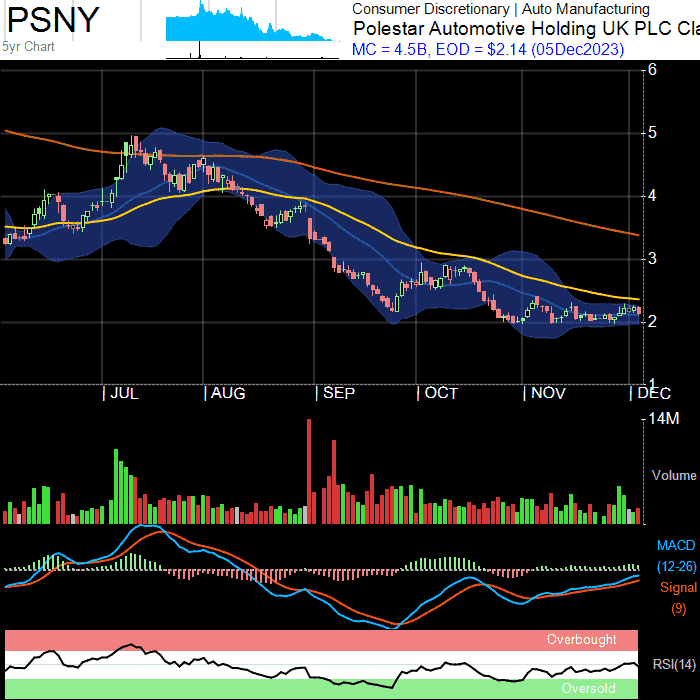 PSNY
5yr Chart
Consumer Discretionary | Auto Manufacturing
Polestar Automotive Holding UK PLC Cla
MC = 4.5B, EOD = $2.14 (05Dec2023)
6
5
4
3
2
1
JUL
AUG
SEP
OCT
NOV
DEC
14M
Volume
MACD
(12-26)
Signal
(9)
Overbought
RSI(14)
Oversold